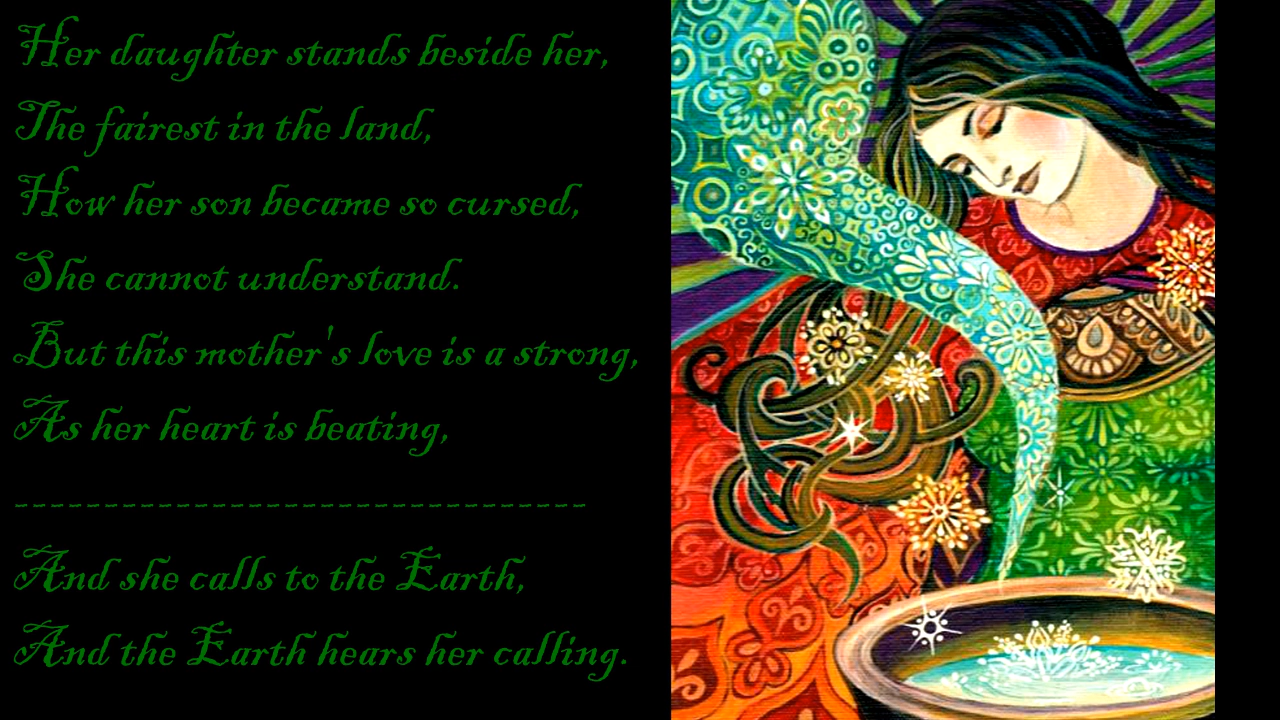 Her daughter stands beside her,
The fairest in the land,
How her son became so cursed,
She cannot understand.
But this mother's love is a strong,
As her heart is beating,
--------------------------------
And she calls to the Earth,
And the Earth hears her calling.